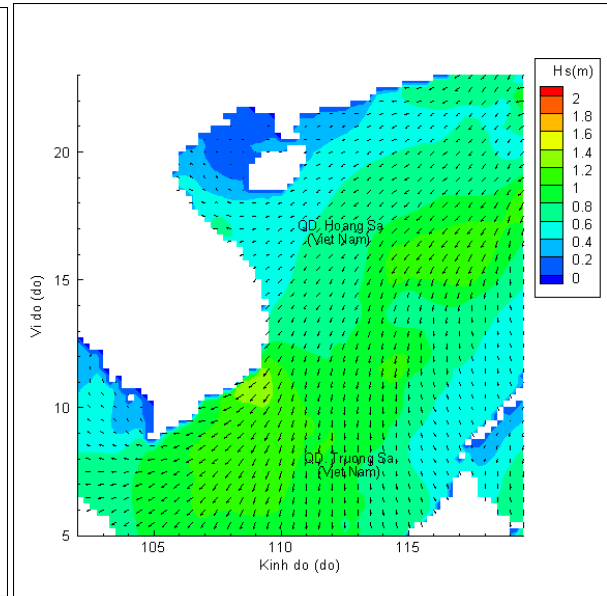 Hs(m)
2
1.8
1.6
1.4
1.2
1
0.8
0.6
0.4
0.2
0
20
15
10
5
Vi do (do)
QD. Hoang Sa
(Viet Nam)
QD. Truong Sa
(Viet Nam)
105
110
115
Kinh do (do)